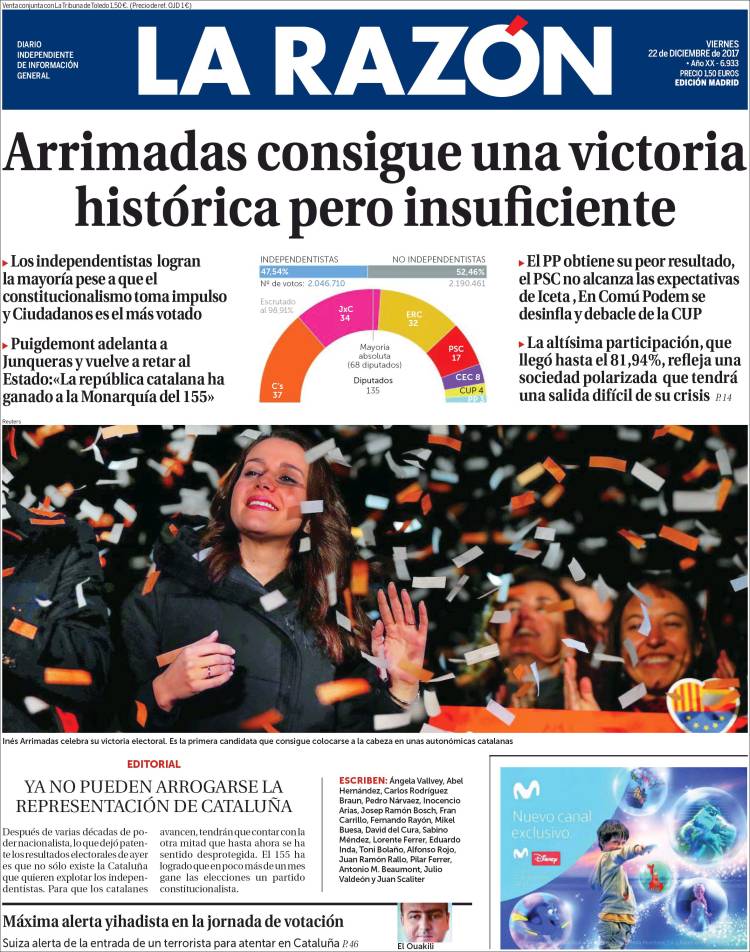 Venta conjunta con La Tribuna de Toledo 1,50 €. (Precio de ref. OJD 1 €)
DIARIO
INDEPENDIENTE
DE INFORMACIÓN
GENERAL
LA RAZÓN
VIERNES
22 de DICIEMBRE de 2017
• Año XX - 6.933
PRECIO 1,50 EUROS
EDICIÓN MADRID
Arrimadas consigue una victoria
histórica pero insuficiente
Los independentistas logran
la mayoría pese a que el
constitucionalismo toma impulso
y Ciudadanos es el más votado
Puigdemont adelanta a
Junqueras y vuelve a retar al
Estado:«La república catalana ha
ganado a la Monarquía del 155»
INDEPENDENTISTAS NO INDEPENDENTISTAS
47,54% 52,46%
Nº de votos: 2.046.710 2.190.461
Escrutado
al 98,91%
JxC
34
ERC
32
PSC
17
CEC 8
CUP 4
PP 3
C's
37
Mayoría
absoluta
(68 diputados)
Diputados
135
El PP obtiene su peor resultado,
el PSC no alcanza las expectativas
de Iceta , En Comú Podem se
desinfla y debacle de la CUP
La altísima participación, que
llegó hasta el 81,94%, refleja una
sociedad polarizada que tendrá
una salida difícil de su crisis P.14
Reuters
Inés Arrimadas celebra su victoria electoral. Es la primera candidata que consigue colocarse a la cabeza en unas autonómicas catalanas
EDITORIAL
YA NO PUEDEN ARROGARSE LA
REPRESENTACIÓN DE CATALUÑA
Después de varias décadas de po-
der nacionalista, lo que dejó paten-
te los resultados electorales de ayer
es que no sólo existe la Cataluña
que quieren explotar los indepen-
dentistas. Para que los catalanes
avancen, tendrán que contar con la
otra mitad que hasta ahora se ha
sentido desprotegida. El 155 ha
logrado que en poco más de un mes
gane las elecciones un partido
constitucionalista.
ESCRIBEN: Ángela Vallvey, Abel
Hernández, Carlos Rodríguez
Braun, Pedro Nárvaez, Inocencio
Arias, Josep Ramón Bosch, Fran
Carrillo, Fernando Rayón, Mikel
Buesa, David del Cura, Sabino
Méndez, Lorente Ferrer, Eduardo
Inda, Toni Bolaño, Alfonso Rojo,
Juan Ramón Rallo, Pilar Ferrer,
Antonio M. Beaumont, Julio
Valdeón y Juan Scaliter
Nuevo canal
exclusivo.
Disney
Máxima alerta yihadista en la jornada de votación
Suiza alerta de la entrada de un terrorista para atentar en Cataluña P.46
El Ouakili